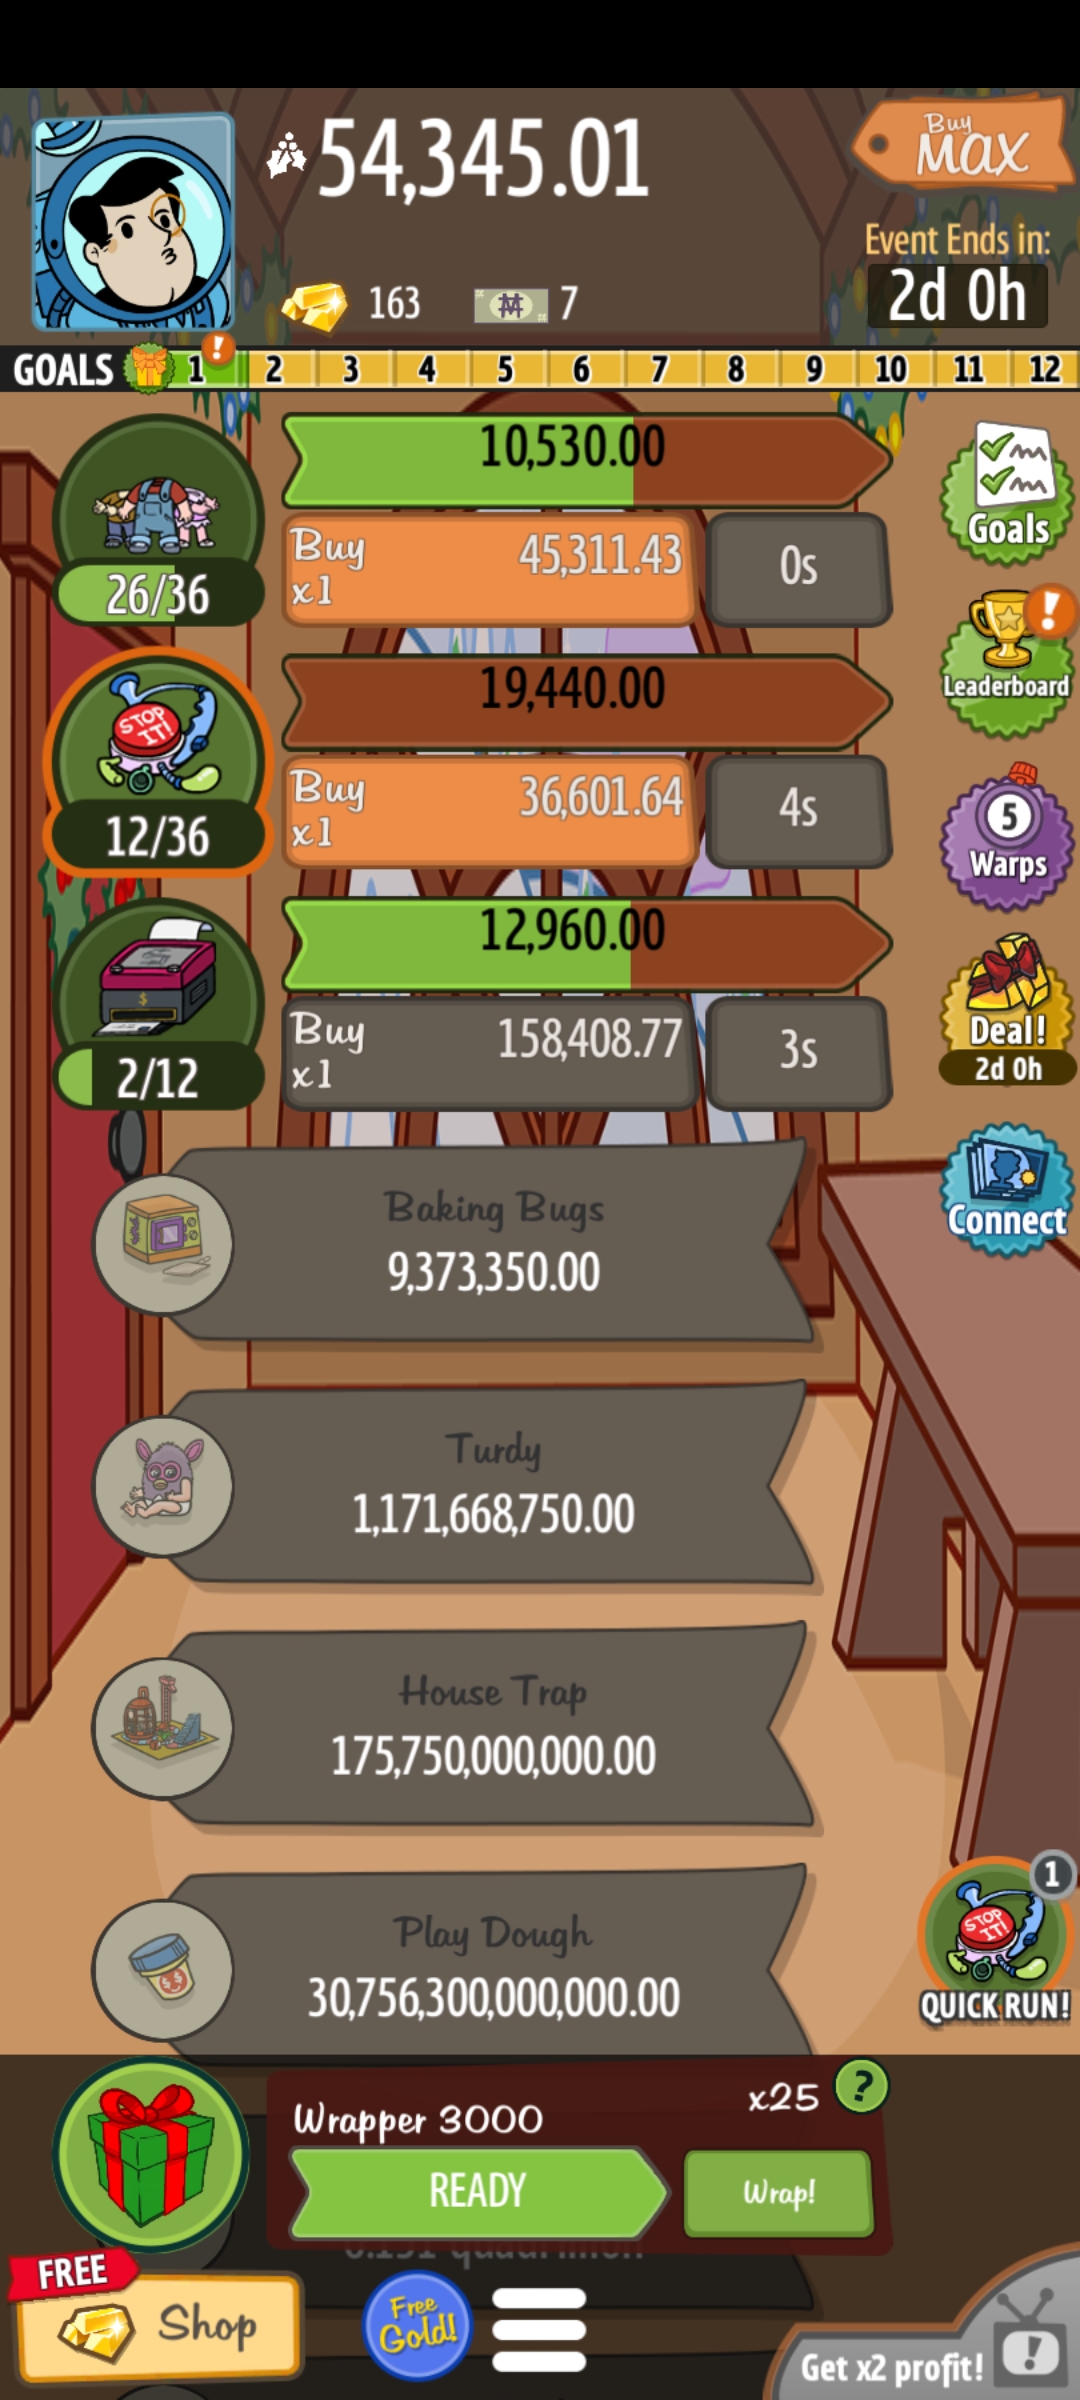 54,345.01
Buy
MAX
Event Ends in:
2d 0h
163
7
GOALS 1 ! 2 3 4 5 6 7 8 9 10 11 12
10,530.00
Buy
x1
45,311.43
0s
26/36
Goals
!
Leaderboard
STOP
IT!
19,440.00
Buy
x1
36,601.64
4s
12/36
5
Warps
12,960.00
Buy
x1
158,408.77
3s
$
2/12
Deal!
2d 0h
Connect
Baking Bugs
9,373,350.00
Turdy
1,171,668,750.00
House Trap
175,750,000,000.00
Play Dough
30,756,300,000,000.00
1
STOP
IT!
QUICK RUN!
Wrapper 3000
x25
?
READY
Wrap!
FREE
Shop
Free
Gold!
Get x2 profit!
!